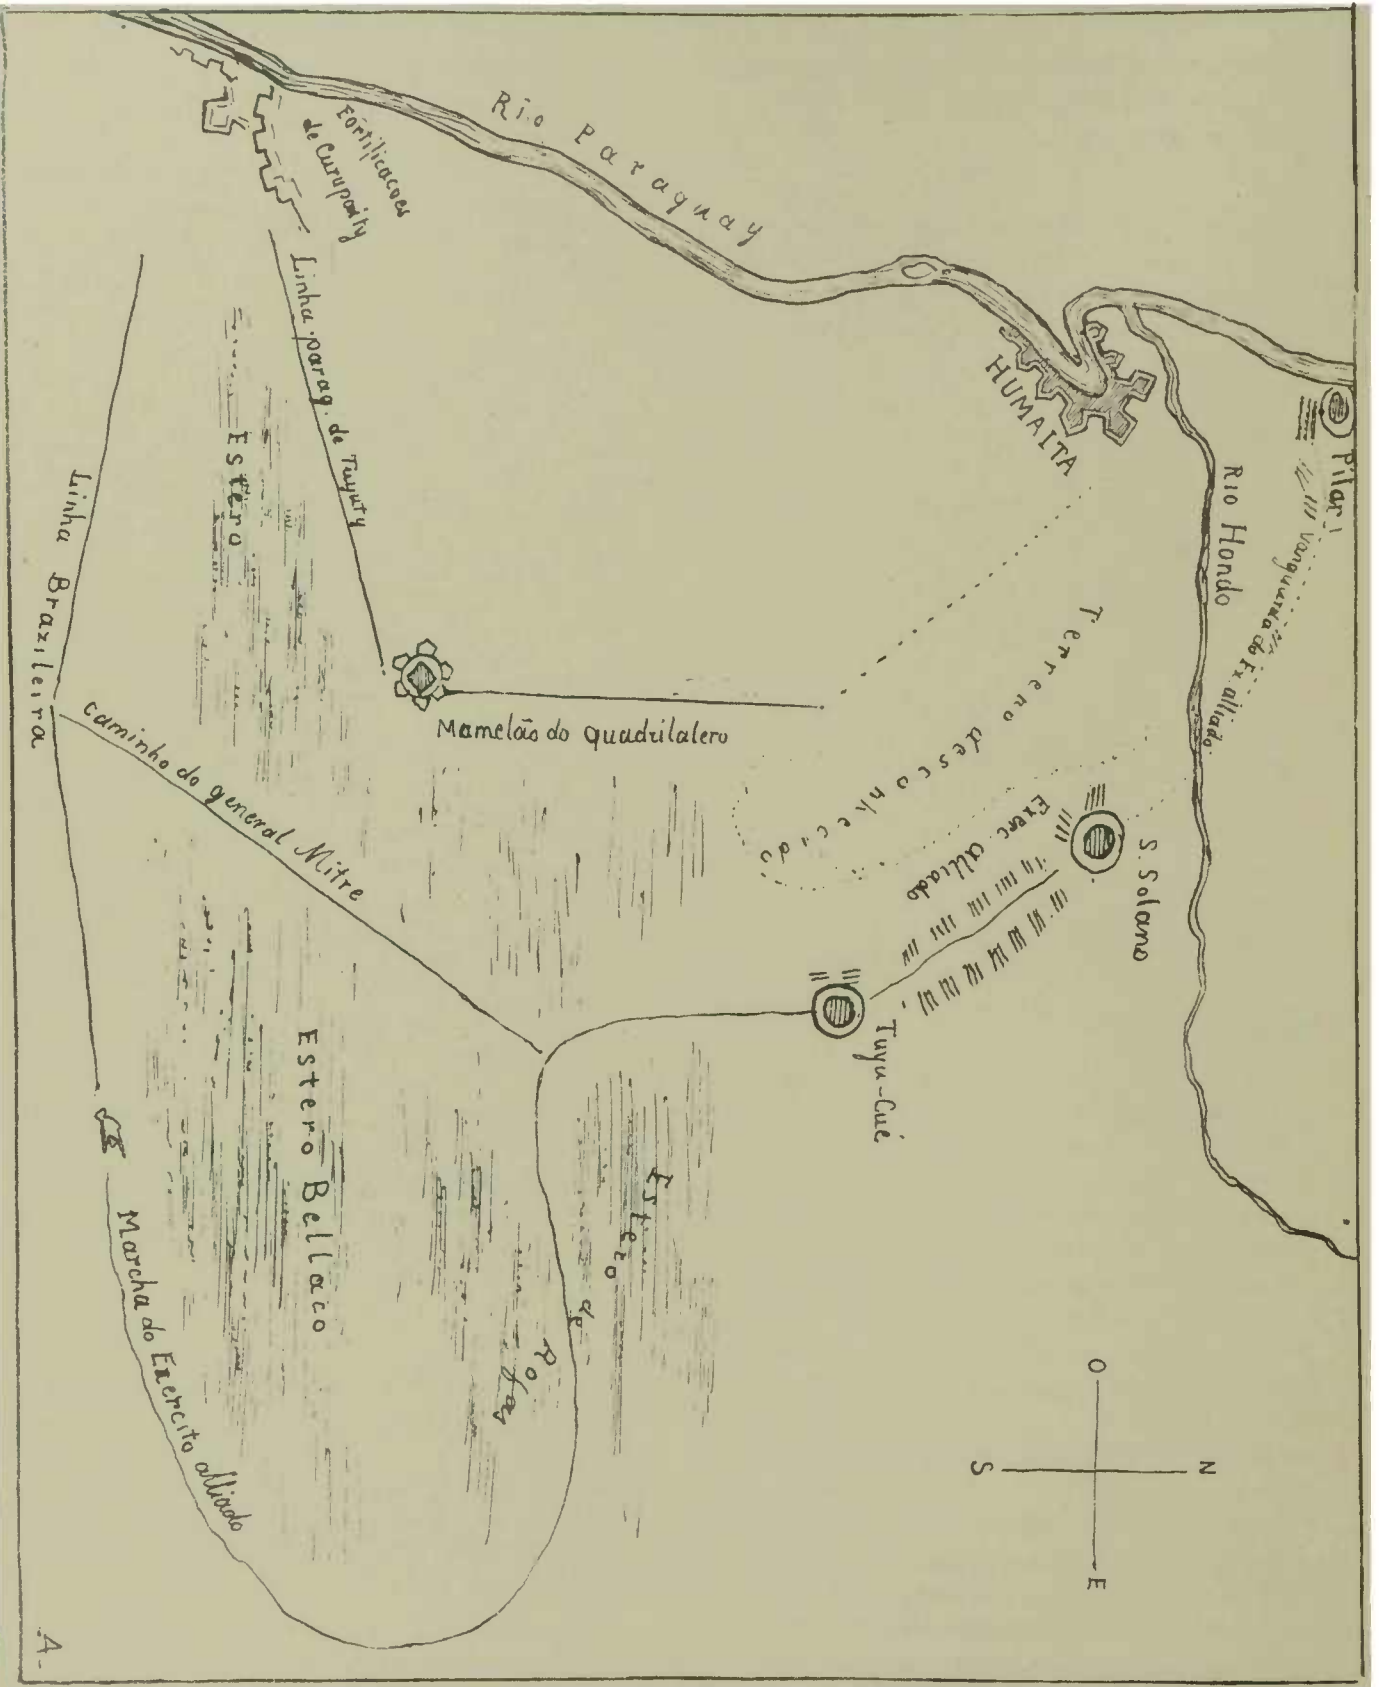 Rio Paraguay
Fortificacoes
de Curupaity
Linha parag. de Tuyuty
HUMAITA
Pilar
RIO Hondo
vanguarda do Ex. alliado
Terreno desconhecido
Estero
Linha Brazileira
Mamelão do quadrilatero
caminho do general Mitre
Exerc. alliado
S. Solano
Tuyu-Cué
Estero Bellaco
Estero de Rojas
Marcha do Exercito alliado
O
S
N
E
A-